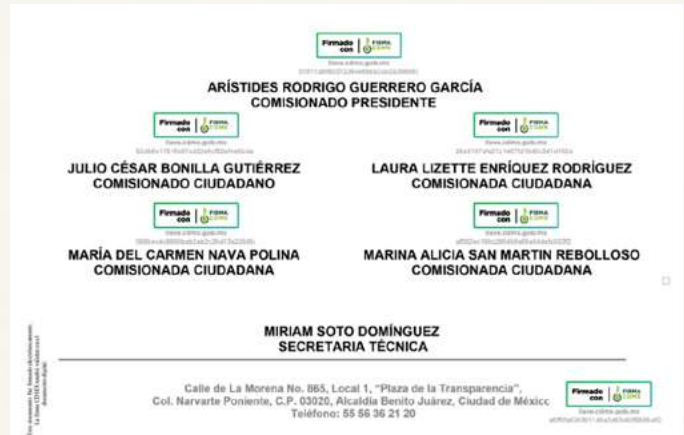 Firmado con | FIRMA CDMX
ARÍSTIDES RODRIGO GUERRERO GARCÍA
COMISIONADO PRESIDENTE
Firmado con | FIRMA CDMX
Firmado con | FIRMA CDMX
JULIO CÉSAR BONILLA GUTIÉRREZ
COMISIONADO CIUDADANO
LAURA LIZETTE ENRÍQUEZ RODRÍGUEZ
COMISIONADA CIUDADANA
Firmado con | FIRMA CDMX
Firmado con | FIRMA CDMX
MARÍA DEL CARMEN NAVA POLINA
COMISIONADA CIUDADANA
MARINA ALICIA SAN MARTIN REBOLLOSO
COMISIONADA CIUDADANA
MIRIAM SOTO DOMÍNGUEZ
SECRETARIA TÉCNICA
Calle de La Morena No. 865, Local 1, "Plaza de la Transparencia",
Col. Narvarte Poniente, C.P. 03020, Alcaldía Benito Juárez, Ciudad de México
Teléfono: 55 56 36 21 20
Firmado con | FIRMA CDMX